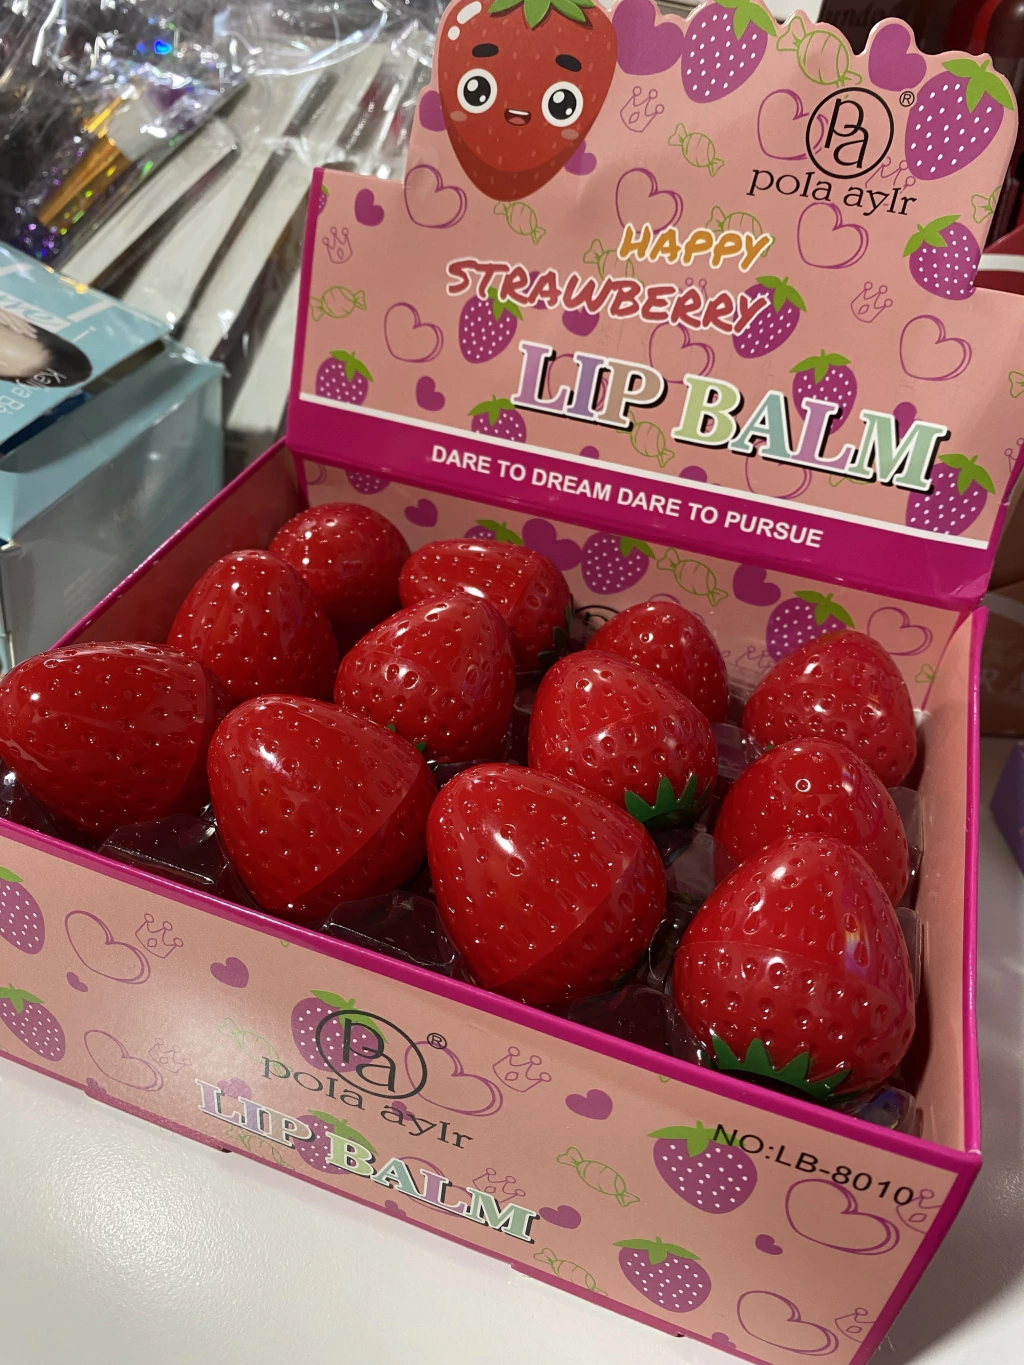 pa®
pola aylr
HAPPY
STRAWBERRY
LIP BALM
DARE TO DREAM DARE TO PURSUE
pa®
pola aylr
LIP BALM
NO:LB-8010